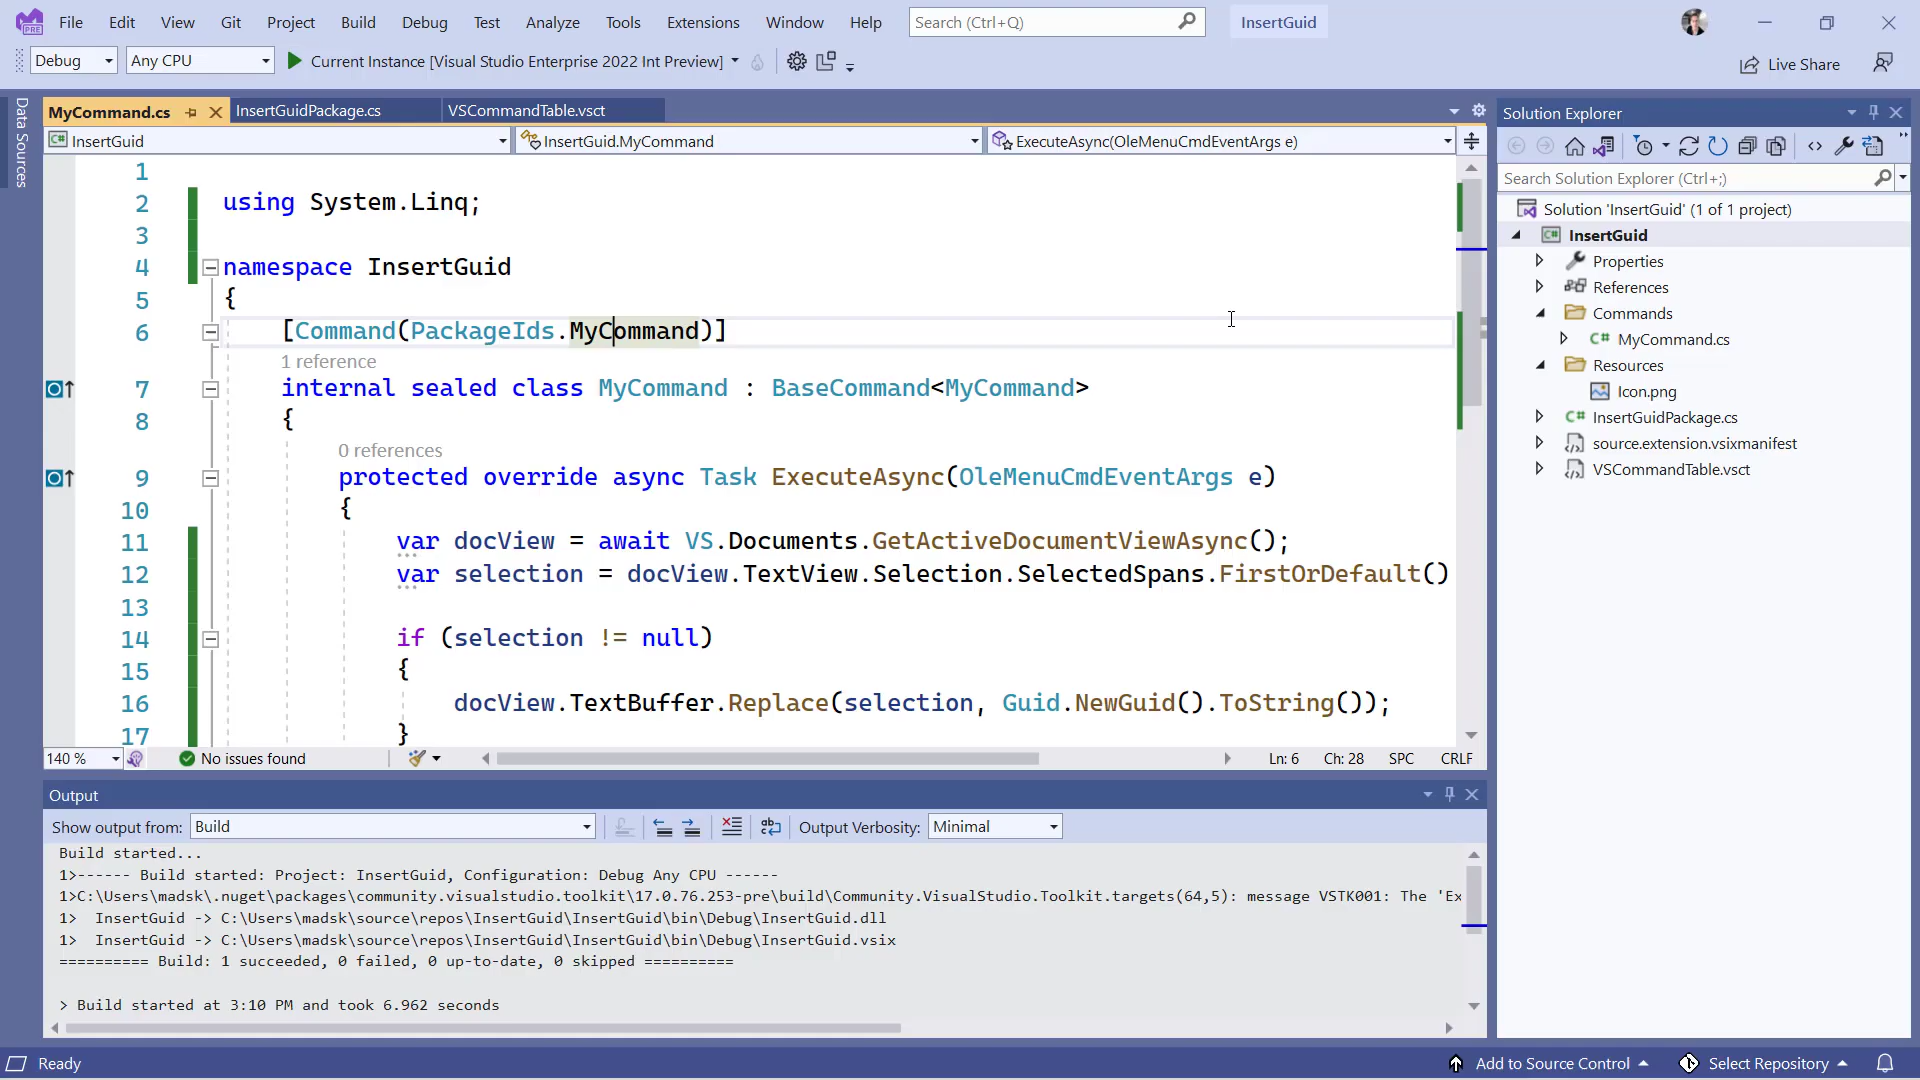 File Edit View Git Project Build Debug Test Analyze Tools Extensions Window Help Search (Ctrl+Q) InsertGuid
PRE
Debug Any CPU Current Instance [Visual Studio Enterprise 2022 Int Preview] Live Share
Data Sources
MyCommand.cs InsertGuidPackage.cs VSCommandTable.vsct
C# InsertGuid InsertGuid.MyCommand ExecuteAsync(OleMenuCmdEventArgs e)
1
2 using System.Linq;
3
4 namespace InsertGuid
5 {
6 [Command(PackageIds.MyCommand)]
1 reference
7 internal sealed class MyCommand : BaseCommand<MyCommand>
8 {
0 references
9 protected override async Task ExecuteAsync(OleMenuCmdEventArgs e)
10 {
11 var docView = await VS.Documents.GetActiveDocumentViewAsync();
12 var selection = docView.TextView.Selection.SelectedSpans.FirstOrDefault()
13
14 if (selection != null)
15 {
16 docView.TextBuffer.Replace(selection, Guid.NewGuid().ToString());
17 }
140 % No issues found Ln: 6 Ch: 28 SPC CRLF
Output
Show output from: Build Output Verbosity: Minimal
Build started...
1>------ Build started: Project: InsertGuid, Configuration: Debug Any CPU ------
1>C:\Users\madsk\.nuget\packages\community.visualstudio.toolkit\17.0.76.253-pre\build\Community.VisualStudio.Toolkit.targets(64,5): message VSTK001: The 'Ex
1>  InsertGuid -> C:\Users\madsk\source\repos\InsertGuid\InsertGuid\bin\Debug\InsertGuid.dll
1>  InsertGuid -> C:\Users\madsk\source\repos\InsertGuid\InsertGuid\bin\Debug\InsertGuid.vsix
========== Build: 1 succeeded, 0 failed, 0 up-to-date, 0 skipped ==========
> Build started at 3:10 PM and took 6.962 seconds
Solution Explorer
Search Solution Explorer (Ctrl+;)
Solution 'InsertGuid' (1 of 1 project)
C# InsertGuid
Properties
References
Commands
C# MyCommand.cs
Resources
Icon.png
C# InsertGuidPackage.cs
source.extension.vsixmanifest
VSCommandTable.vsct
Ready Add to Source Control Select Repository